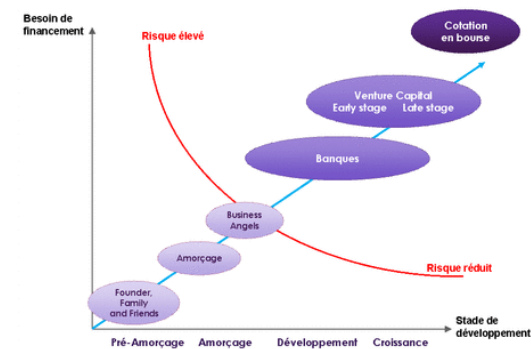 Besoin de
financement
Cotation
en bourse
Risque élevé
Venture Capital
Early stage Late stage
Banques
Business
Angels
Amorçage
Risque réduit
Founder,
Family
and Friends
Stade de
développement
Pré-Amorçage Amorçage Développement Croissance